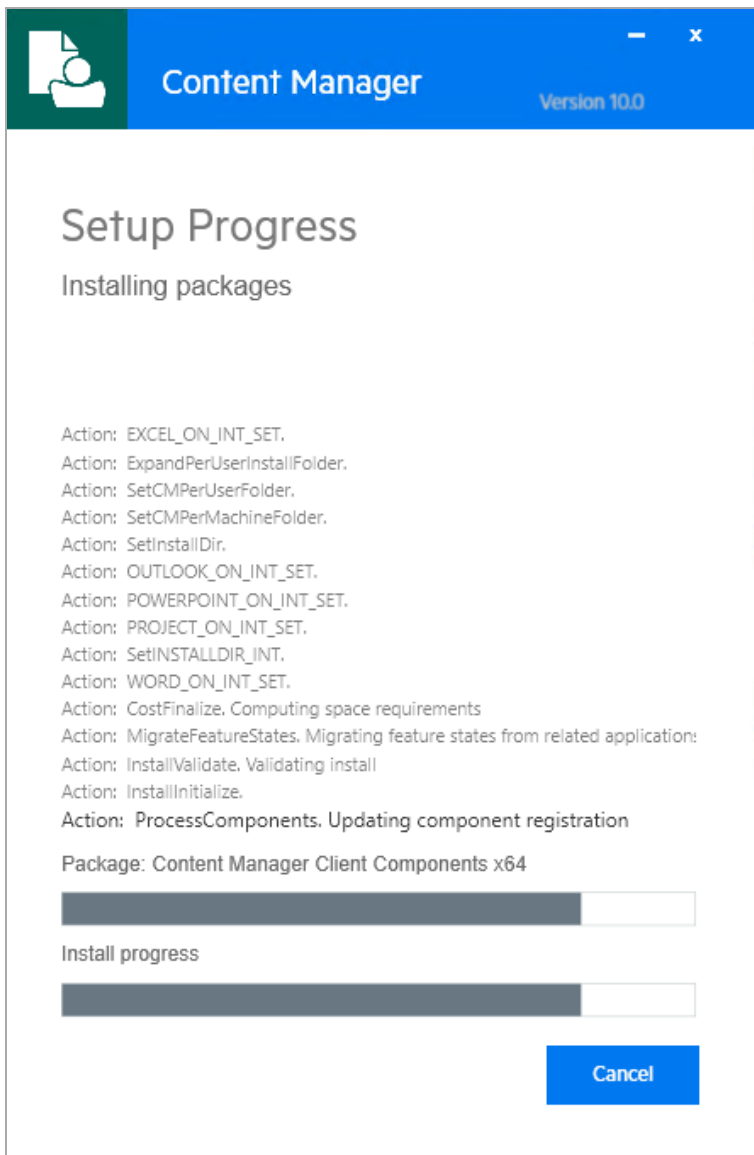 Content Manager
Version 10.0
Setup Progress
Installing packages
Action: EXCEL_ON_INT_SET.
Action: ExpandPerUserInstallFolder.
Action: SetCMPerUserFolder.
Action: SetCMPerMachineFolder.
Action: SetInstallDir.
Action: OUTLOOK_ON_INT_SET.
Action: POWERPOINT_ON_INT_SET.
Action: PROJECT_ON_INT_SET.
Action: SetINSTALLDIR_INT.
Action: WORD_ON_INT_SET.
Action: CostFinalize. Computing space requirements
Action: MigrateFeatureStates. Migrating feature states from related applications
Action: InstallValidate. Validating install
Action: InstallInitialize.
Action: ProcessComponents. Updating component registration
Package: Content Manager Client Components x64
Install progress
Cancel